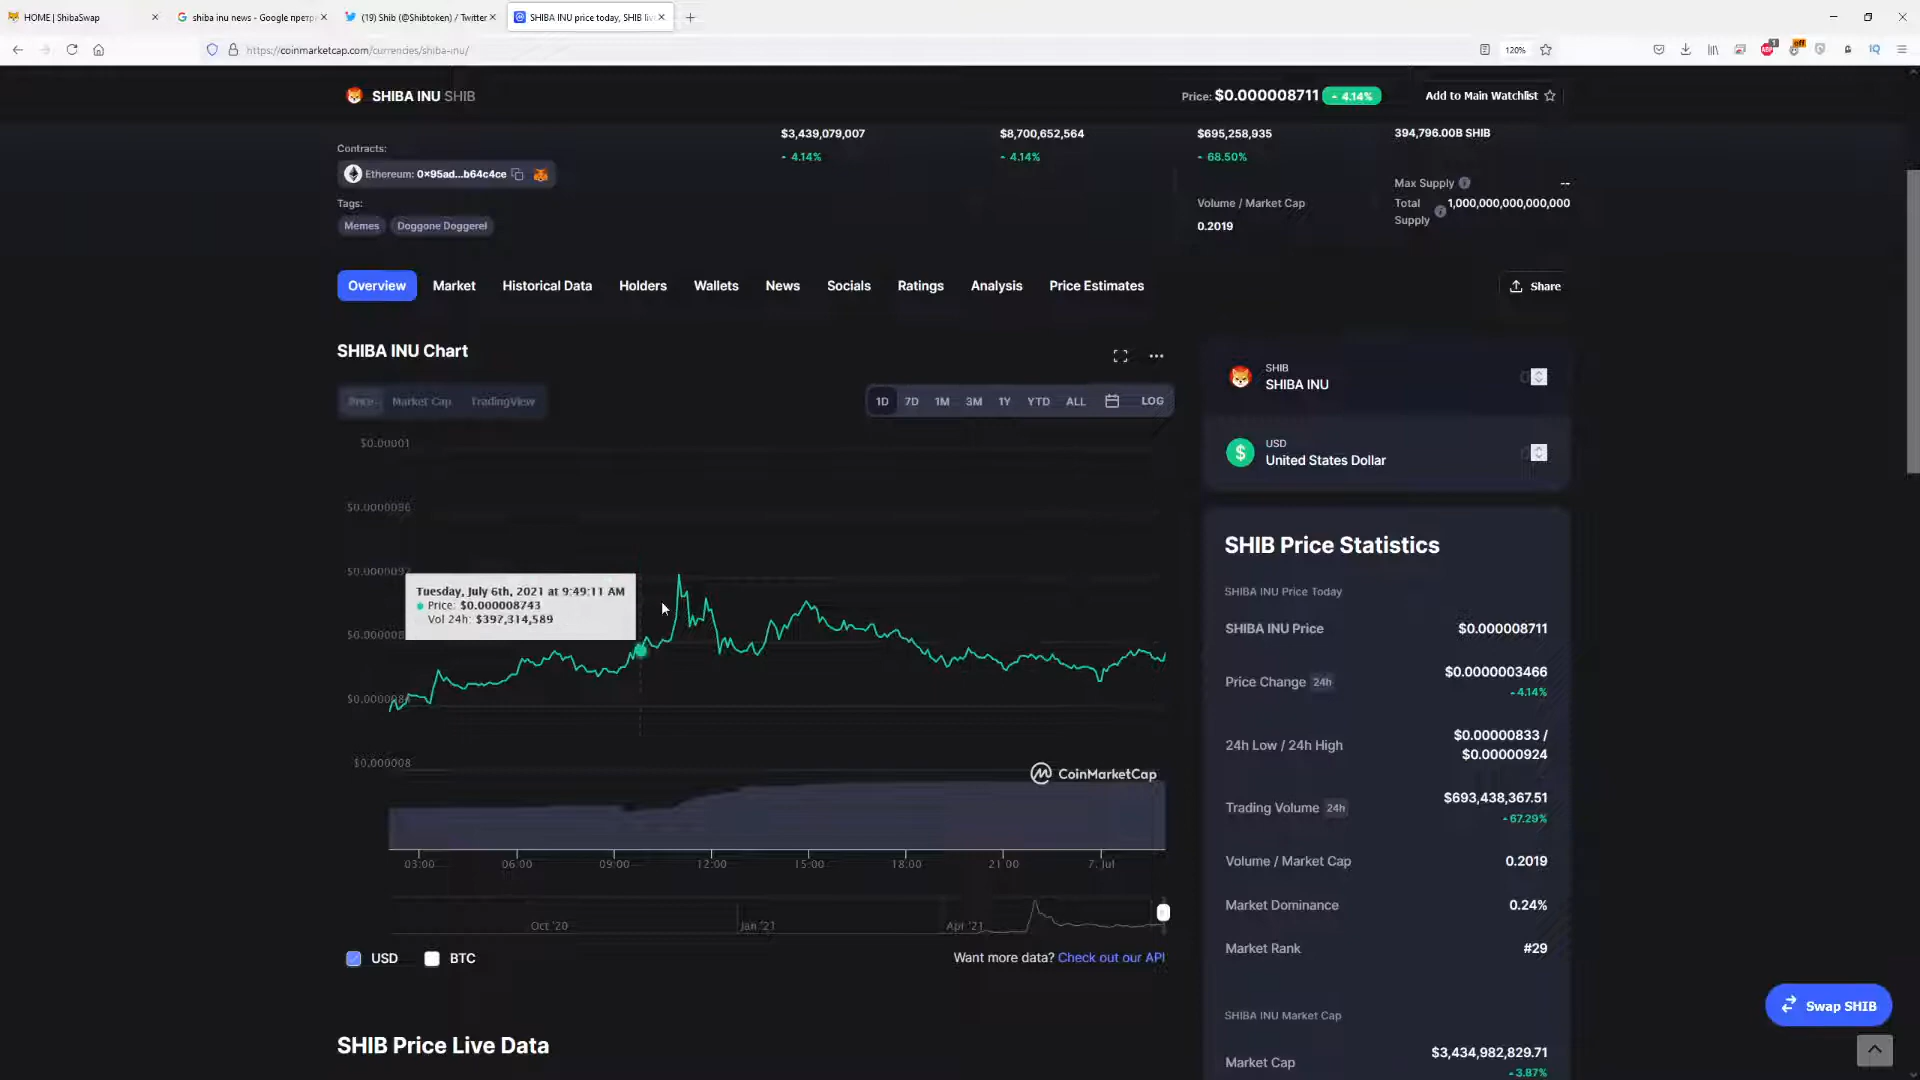 HOME | ShibaSwap
shiba inu news - Google претр
(19) Shib (@Shibtoken) / Twitter
SHIBA INU price today, SHIB liv
https://coinmarketcap.com/currencies/shiba-inu/
120%
SHIBA INU SHIB
Price: $0.000008711
4.14%
Add to Main Watchlist
$3,439,079,007
$8,700,652,564
$695,258,935
394,796.00B SHIB
4.14%
4.14%
68.50%
Contracts:
Ethereum: 0x95ad...b64c4ce
Tags:
Memes
Doggone Doggerel
Volume / Market Cap
0.2019
Max Supply
--
Total Supply
1,000,000,000,000,000
Overview
Market
Historical Data
Holders
Wallets
News
Socials
Ratings
Analysis
Price Estimates
Share
SHIBA INU Chart
Price
Market Cap
TradingView
1D
7D
1M
3M
1Y
YTD
ALL
LOG
$0.00001
$0.0000096
$0.0000092
$0.000008
Tuesday, July 6th, 2021 at 9:49:11 AM
Price: $0.000008743
Vol 24h: $397,314,589
CoinMarketCap
03:00
06:00
09:00
12:00
15:00
18:00
21:00
7. Jul
Oct '20
Jan '21
Apr '21
USD
BTC
Want more data? Check out our API
SHIB Price Live Data
SHIB
SHIBA INU
USD
United States Dollar
SHIB Price Statistics
SHIBA INU Price Today
SHIBA INU Price
$0.000008711
Price Change 24h
$0.0000003466
4.14%
24h Low / 24h High
$0.00000833 /
$0.00000924
Trading Volume 24h
$693,438,367.51
67.29%
Volume / Market Cap
0.2019
Market Dominance
0.24%
Market Rank
#29
SHIBA INU Market Cap
Market Cap
$3,434,982,829.71
3.87%
Swap SHIB